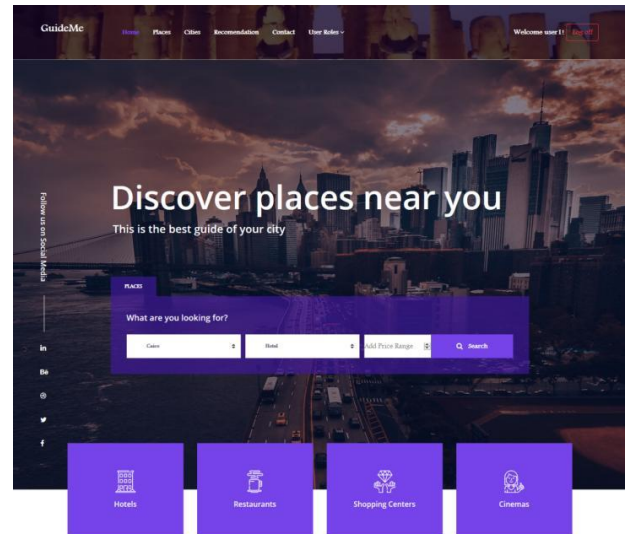 GuideMe
Home Places Cities Recomendation Contact User Roles
Welcome user1! Log off
Follow us on Social Media
Discover places near you
This is the best guide of your city
PLACES
What are you looking for?
Cairo
Hotel
Add Price Range
Search
in
Bē
f
Hotels
Restaurants
Shopping Centers
Cinemas